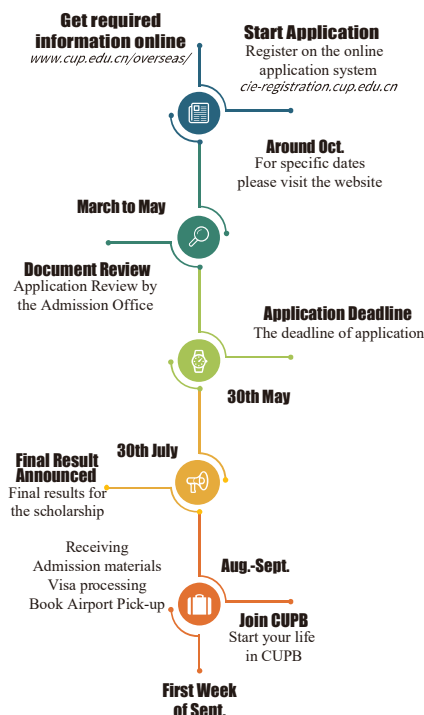 Get required
information online
www.cup.edu.cn/overseas/
Start Application
Register on the online
application system
cie-registration.cup.edu.cn
Around Oct.
For specific dates
please visit the website
March to May
Document Review
Application Review by
the Admission Office
Application Deadline
The deadline of application
30th May
30th July
Final Result
Announced
Final results for
the scholarship
Receiving
Admission materials
Visa processing
Book Airport Pick-up
Aug.-Sept.
Join CUPB
Start your life
in CUPB
First Week
of Sept.